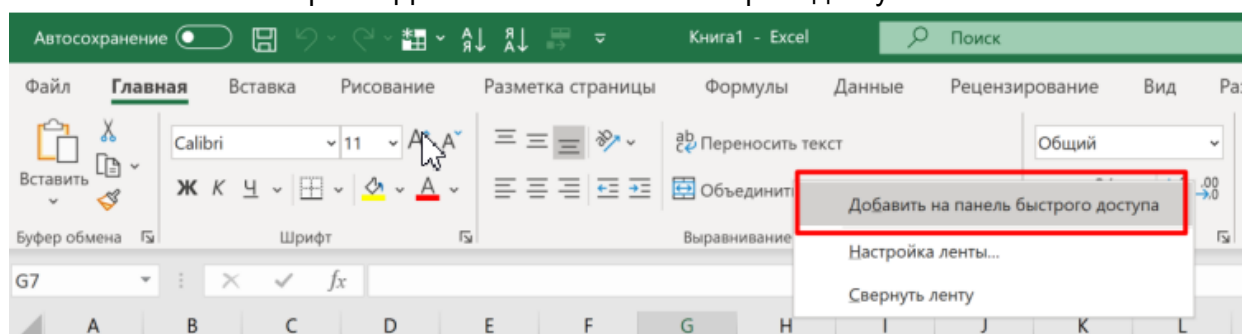 Автосохранение
Книга1 - Excel
Поиск
Файл Главная Вставка Рисование Разметка страницы Формулы Данные Рецензирование Вид
Calibri 11 Переносить текст Общий
Вставить
Ж К Ч Объединит
Добавить на панель быстрого доступа
Буфер обмена Шрифт Выравнивание
Настройка ленты...
G7 fx
Свернуть ленту
A B C D E F G H I J K L